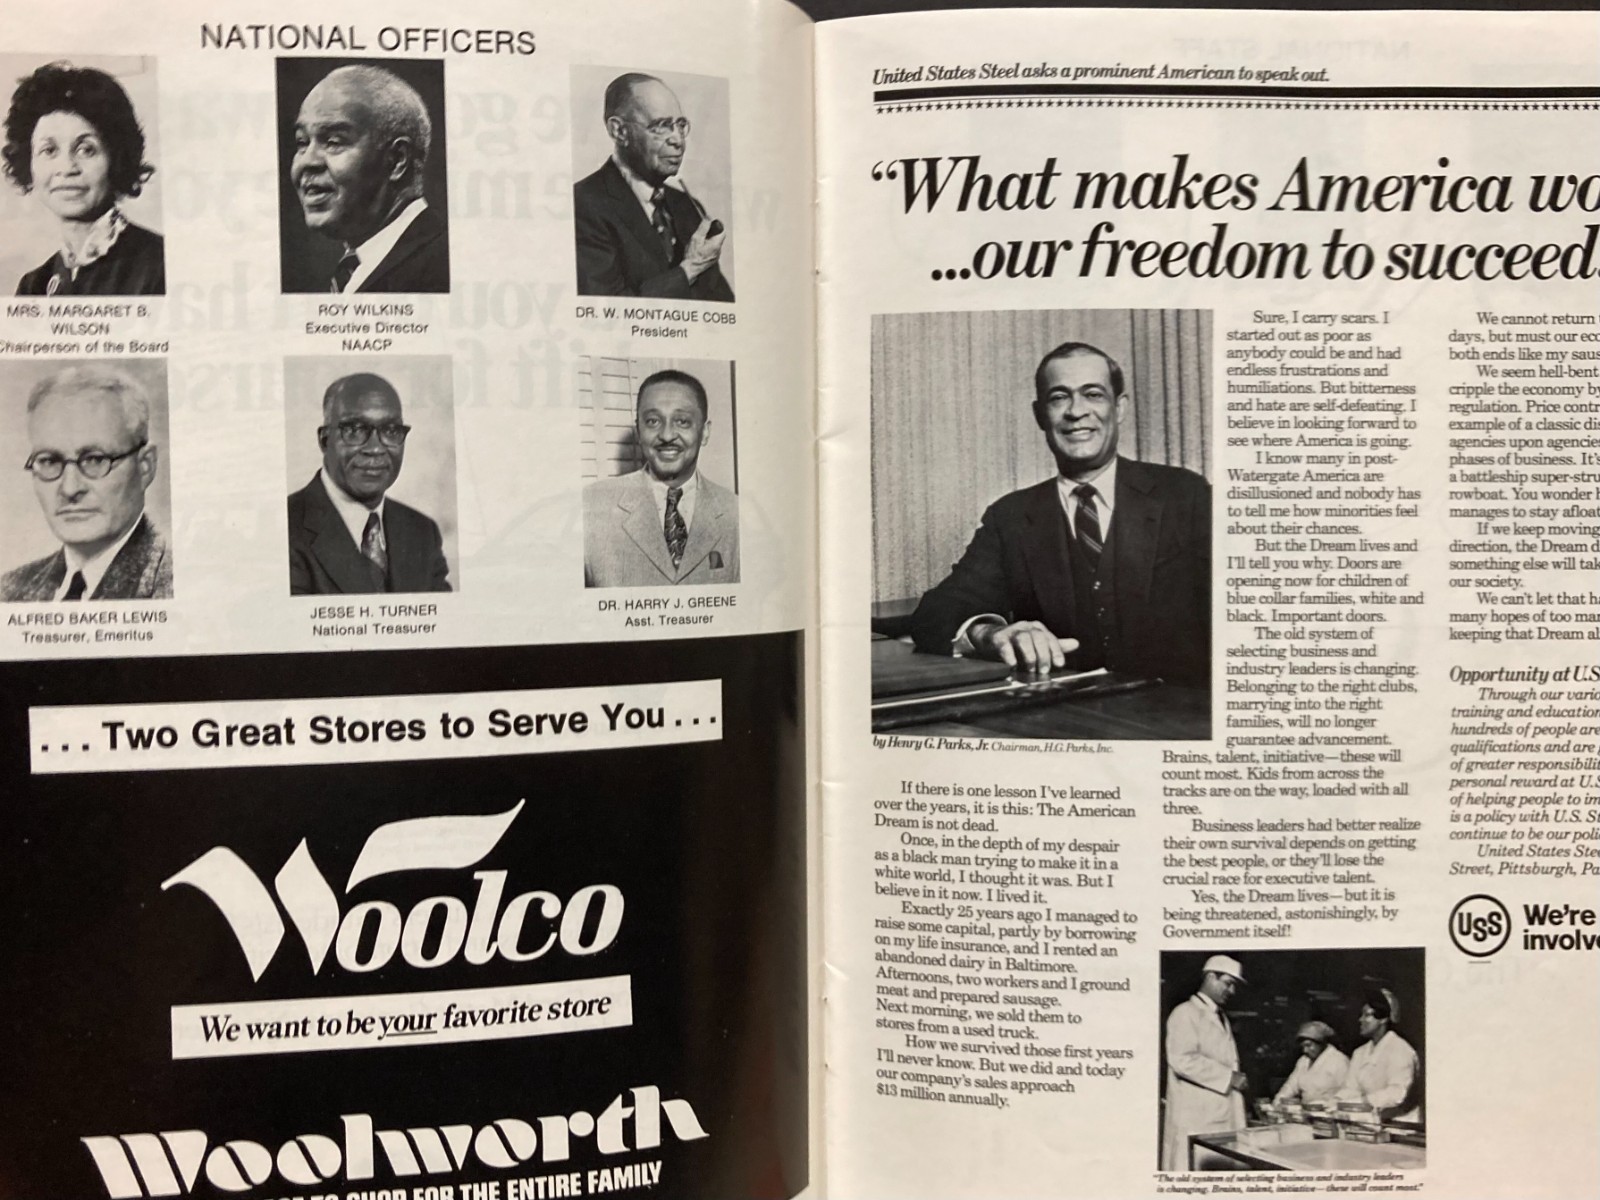 NATIONAL OFFICERS
MRS. MARGARET B.
WILSON
Chairperson of the Board
ROY WILKINS
Executive Director
NAACP
DR. W. MONTAGUE COBB
President
ALFRED BAKER LEWIS
Treasurer, Emeritus
JESSE H. TURNER
National Treasurer
DR. HARRY J. GREENE
Asst. Treasurer
. . . Two Great Stores to Serve You . . .
Woolco
We want to be your favorite store
Woolworth
FOR THE ENTIRE FAMILY
United States Steel asks a prominent American to speak out.
“What makes America wo
...our freedom to succeed.
by Henry G. Parks, Jr. Chairman, H.G. Parks, Inc.
If there is one lesson I've learned
over the years, it is this: The American
Dream is not dead.
Once, in the depth of my despair
as a black man trying to make it in a
white world, I thought it was. But I
believe in it now. I lived it.
Exactly 25 years ago I managed to
raise some capital, partly by borrowing
on my life insurance, and I rented an
abandoned dairy in Baltimore.
Afternoons, two workers and I ground
meat and prepared sausage.
Next morning, we sold them to
stores from a used truck.
How we survived those first years
I'll never know. But we did and today
our company's sales approach
$13 million annually.
Sure, I carry scars. I
started out as poor as
anybody could be and had
endless frustrations and
humiliations. But bitterness
and hate are self-defeating. I
believe in looking forward to
see where America is going.
I know many in post-
Watergate America are
disillusioned and nobody has
to tell me how minorities feel
about their chances.
But the Dream lives and
I'll tell you why. Doors are
opening now for children of
blue collar families, white and
black. Important doors.
The old system of
selecting business and
industry leaders is changing.
Belonging to the right clubs,
marrying into the right
families, will no longer
guarantee advancement.
Brains, talent, initiative—these will
count most. Kids from across the
tracks are on the way, loaded with all
three.
Business leaders had better realize
their own survival depends on getting
the best people, or they'll lose the
crucial race for executive talent.
Yes, the Dream lives—but it is
being threatened, astonishingly, by
Government itself!
"The old system of selecting business and industry leaders
is changing. Brains, talent, initiative—these will count most."
We cannot return
days, but must our
both ends like my
We seem hell-bent
cripple the economy by
regulation. Price
example of a classic
agencies upon agencies
phases of business. It's
a battleship
rowboat. You wonder
manages to stay afloat
If we keep moving
direction, the Dream
something else will
our society.
We can't let that
many hopes of too
keeping that Dream
Opportunity at U.S.
Through our
training and education
hundreds of people are
qualifications and are
of greater
personal reward at U.S.
of helping people to
is a policy with U.S.
continue to be our
United States
Street, Pittsburgh,
USS
We're